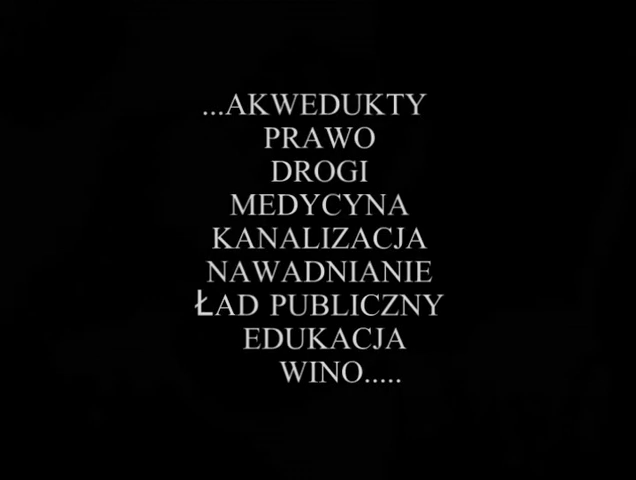 ...AKWEDUKTY
PRAWO
DROGI
MEDYCYNA
KANALIZACJA
NAWADNIANIE
ŁAD PUBLICZNY
EDUKACJA
WINO.....